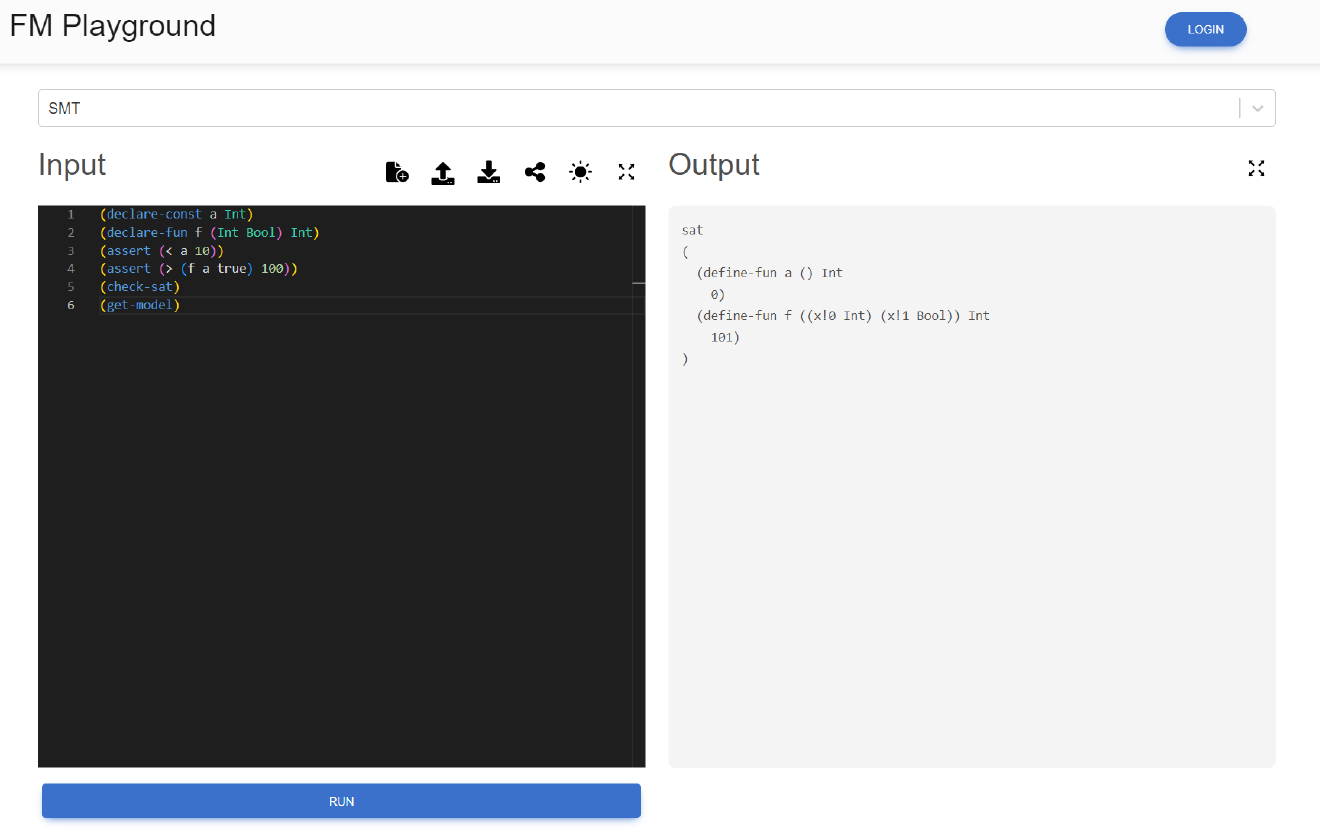 FM Playground
LOGIN
SMT
Input
Output
1 (declare-const a Int)
2 (declare-fun f (Int Bool) Int)
3 (assert (< a 10))
4 (assert (> (f a true) 100))
5 (check-sat)
6 (get-model)
sat
(
(define-fun a () Int
0)
(define-fun f ((x!0 Int) (x!1 Bool)) Int
101)
)
RUN